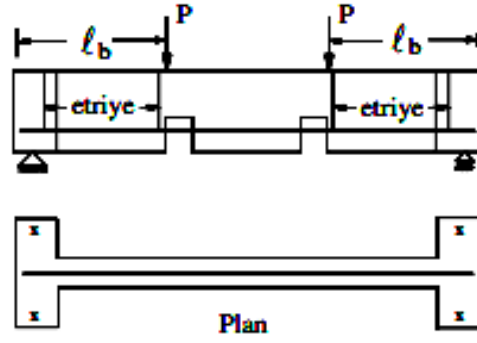 P P
ℓb ℓb
etriye etriye
x x
x x
Plan